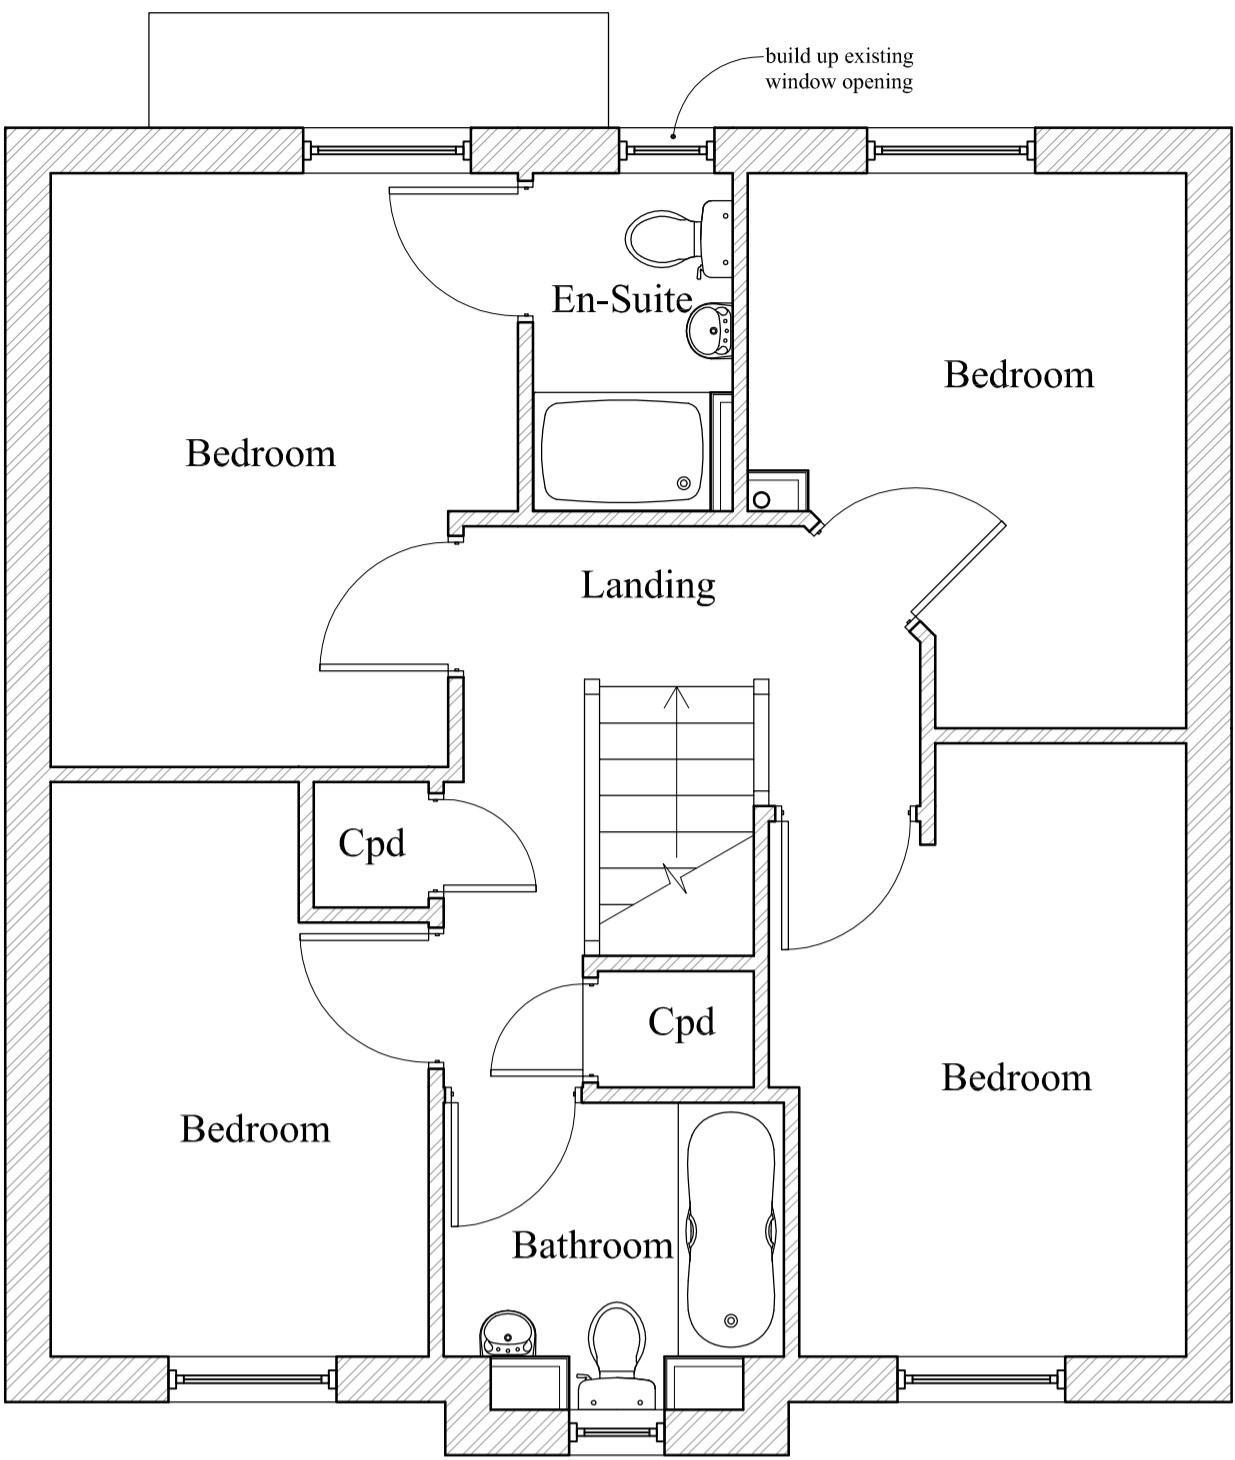 build up existing
window opening
En-Suite
Bedroom
Bedroom
Landing
Cpd
Cpd
Bedroom
Bedroom
Bathroom